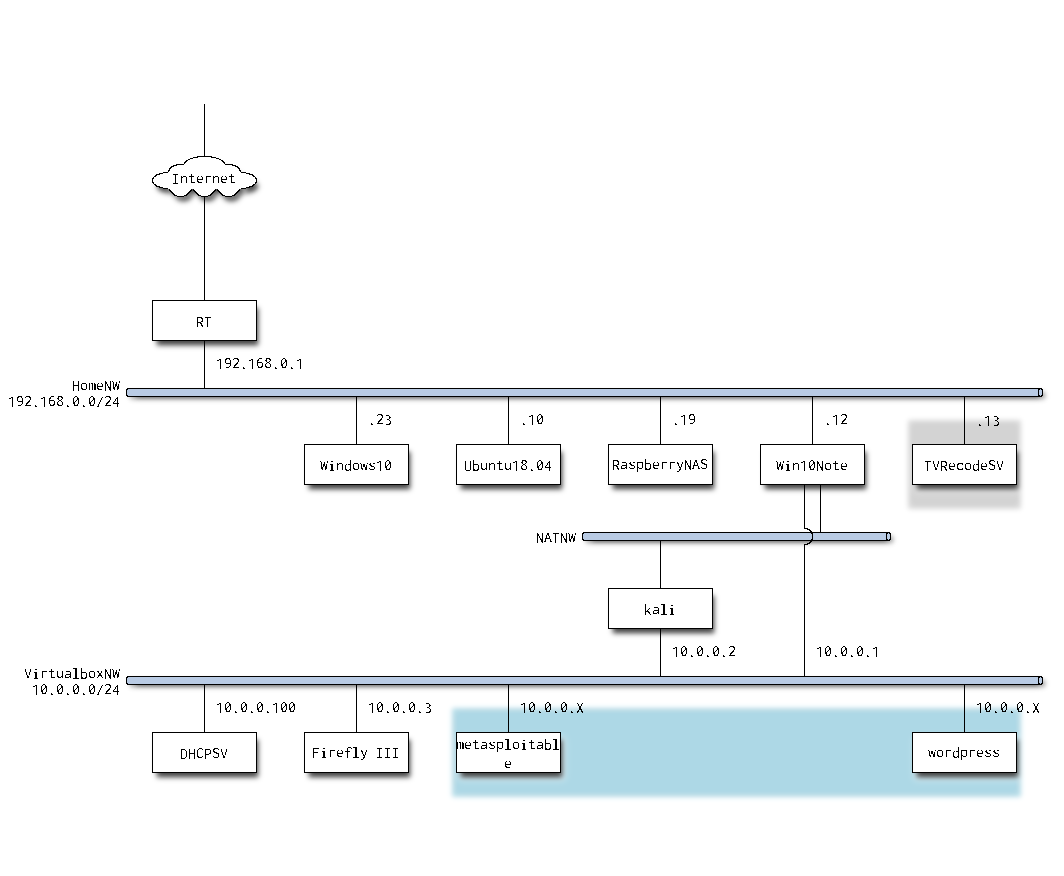 Internet
RT
192.168.0.1
HomeNW
192.168.0.0/24
.23
.10
.19
.12
.13
Windows10
Ubuntu18.04
RaspberryNAS
Win10Note
TVRecodeSV
NATNW
kali
10.0.0.2
10.0.0.1
VirtualboxNW
10.0.0.0/24
10.0.0.100
10.0.0.3
10.0.0.X
10.0.0.X
DHCPSV
Firefly III
metasploitabl
e
wordpress